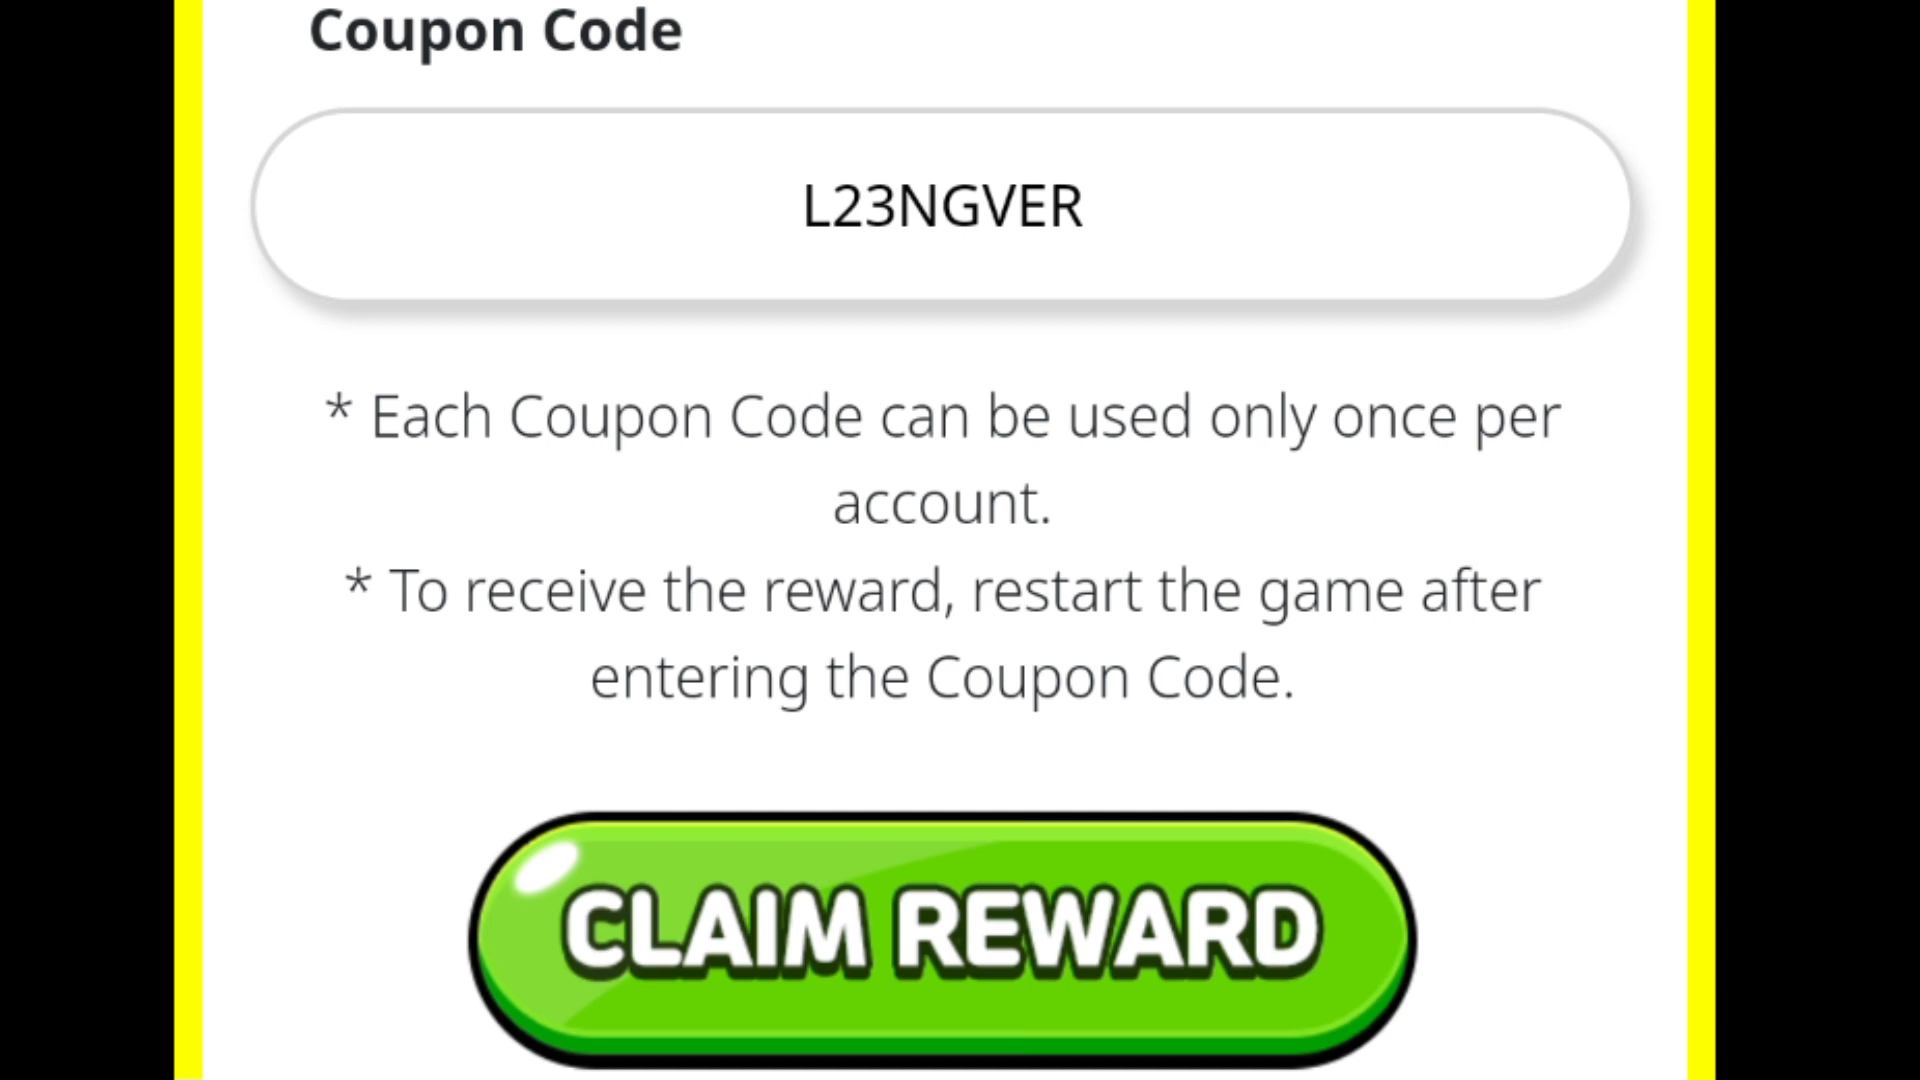 Coupon Code
L23NGVER
* Each Coupon Code can be used only once per
account.
* To receive the reward, restart the game after
entering the Coupon Code.
CLAIM REWARD